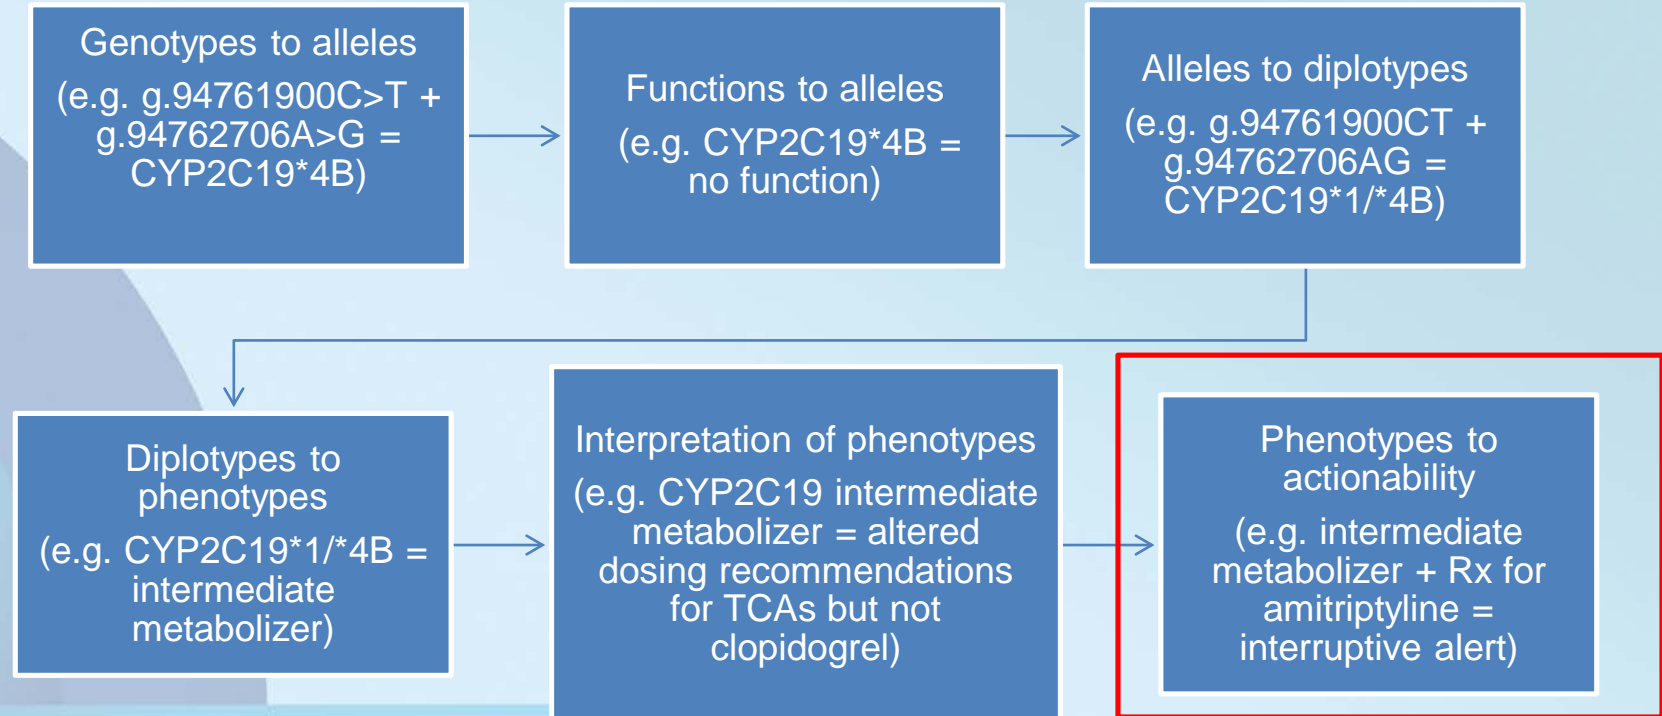 Genotypes to alleles
(e.g. g.94761900C>T +
g.94762706A>G =
CYP2C19*4B)
Functions to alleles
(e.g. CYP2C19*4B =
no function)
Alleles to diplotypes
(e.g. g.94761900CT +
g.94762706AG =
CYP2C19*1/*4B)
Diplotypes to
phenotypes
(e.g. CYP2C19*1/*4B =
intermediate
metabolizer)
Interpretation of phenotypes
(e.g. CYP2C19 intermediate
metabolizer = altered
dosing recommendations
for TCAs but not
clopidogrel)
Phenotypes to
actionability
(e.g. intermediate
metabolizer + Rx for
amitriptyline =
interruptive alert)